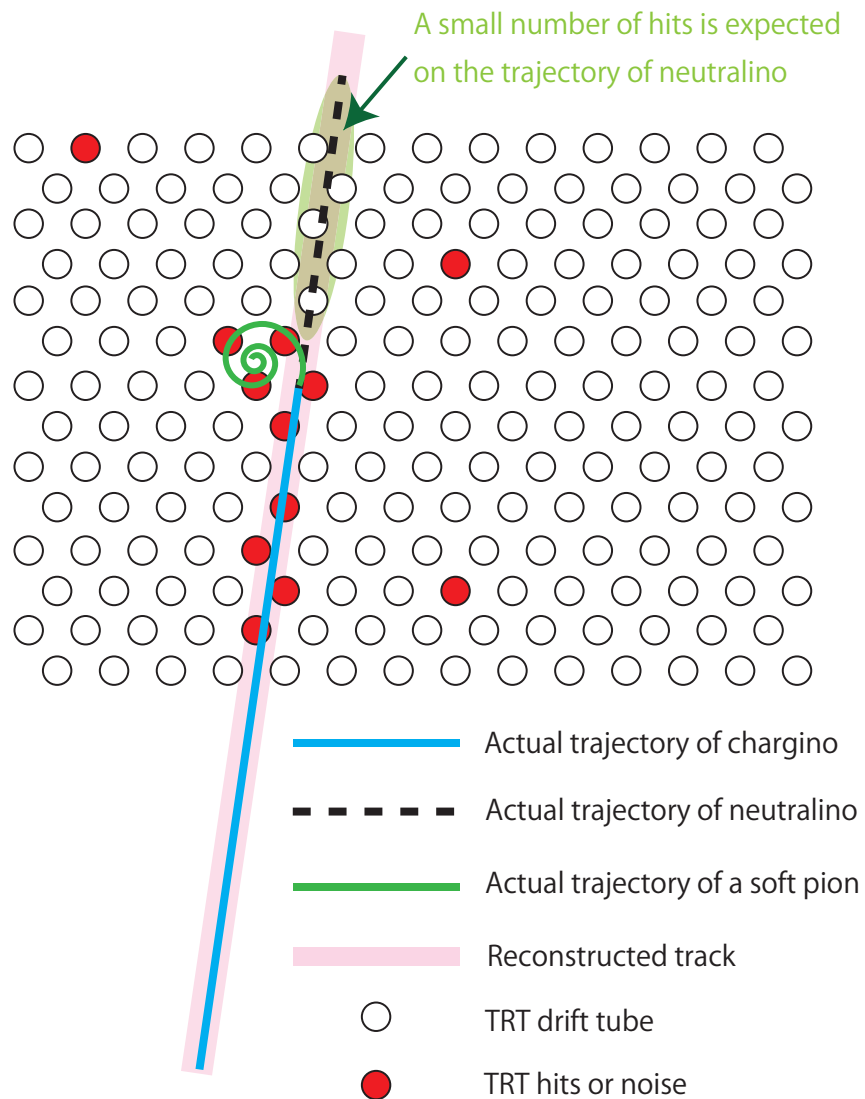 A small number of hits is expected
on the trajectory of neutralino
Actual trajectory of chargino
Actual trajectory of neutralino
Actual trajectory of a soft pion
Reconstructed track
TRT drift tube
TRT hits or noise